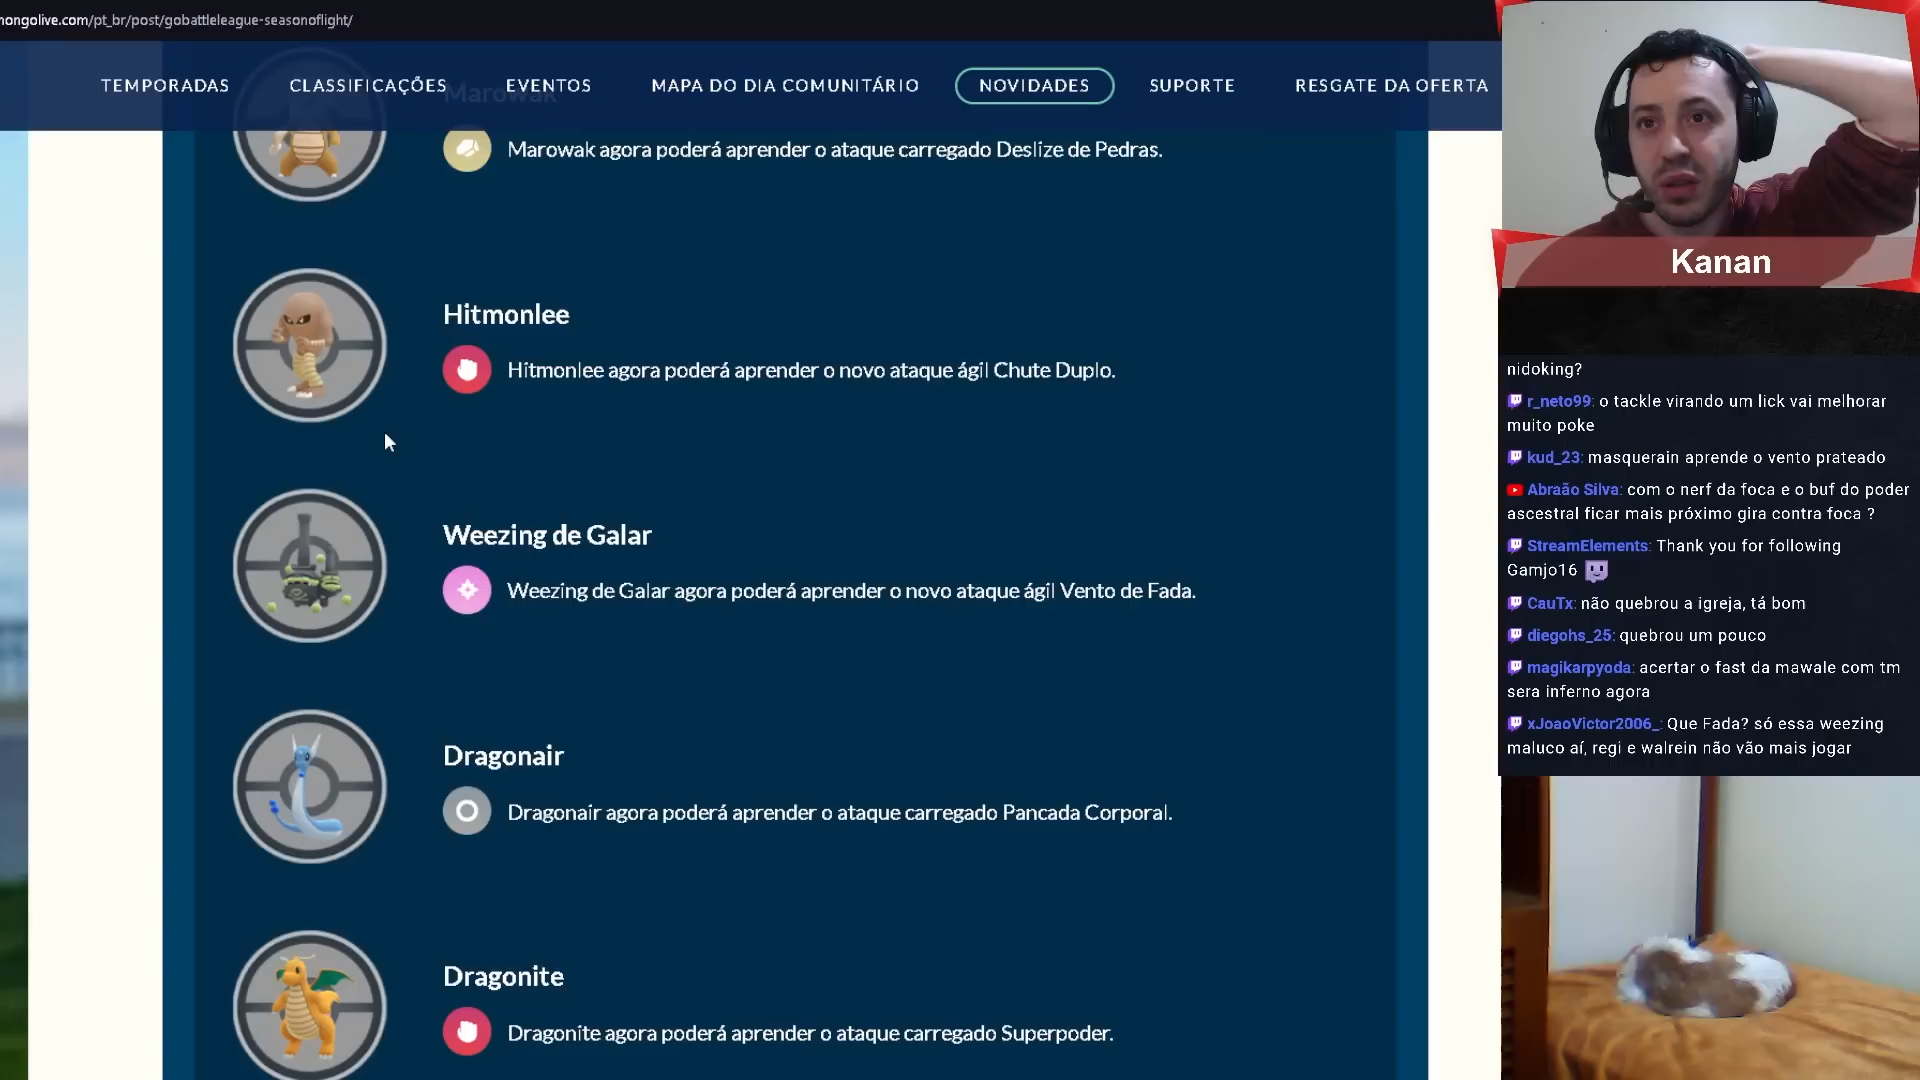 nongolive.com/pt_br/post/gobattleleague-seasonoflight/
TEMPORADAS
CLASSIFICAÇÕES
EVENTOS
MAPA DO DIA COMUNITÁRIO
NOVIDADES
SUPORTE
RESGATE DA OFERTA
Marowak
Marowak agora poderá aprender o ataque carregado Deslize de Pedras.
Hitmonlee
Hitmonlee agora poderá aprender o novo ataque ágil Chute Duplo.
Weezing de Galar
Weezing de Galar agora poderá aprender o novo ataque ágil Vento de Fada.
Dragonair
Dragonair agora poderá aprender o ataque carregado Pancada Corporal.
Dragonite
Dragonite agora poderá aprender o ataque carregado Superpoder.
Kanan
nidoking?
r_neto99: o tackle virando um lick vai melhorar
muito poke
kud_23: masquerain aprende o vento prateado
Abraão Silva: com o nerf da foca e o buf do poder
ascestral ficar mais próximo gira contra foca ?
StreamElements: Thank you for following
Gamjo16
CauTx: não quebrou a igreja, tá bom
diegohs_25: quebrou um pouco
magikarpyoda: acertar o fast da mawale com tm
sera inferno agora
xJoaoVictor2006_: Que Fada? só essa weezing
maluco aí, regi e walrein não vão mais jogar